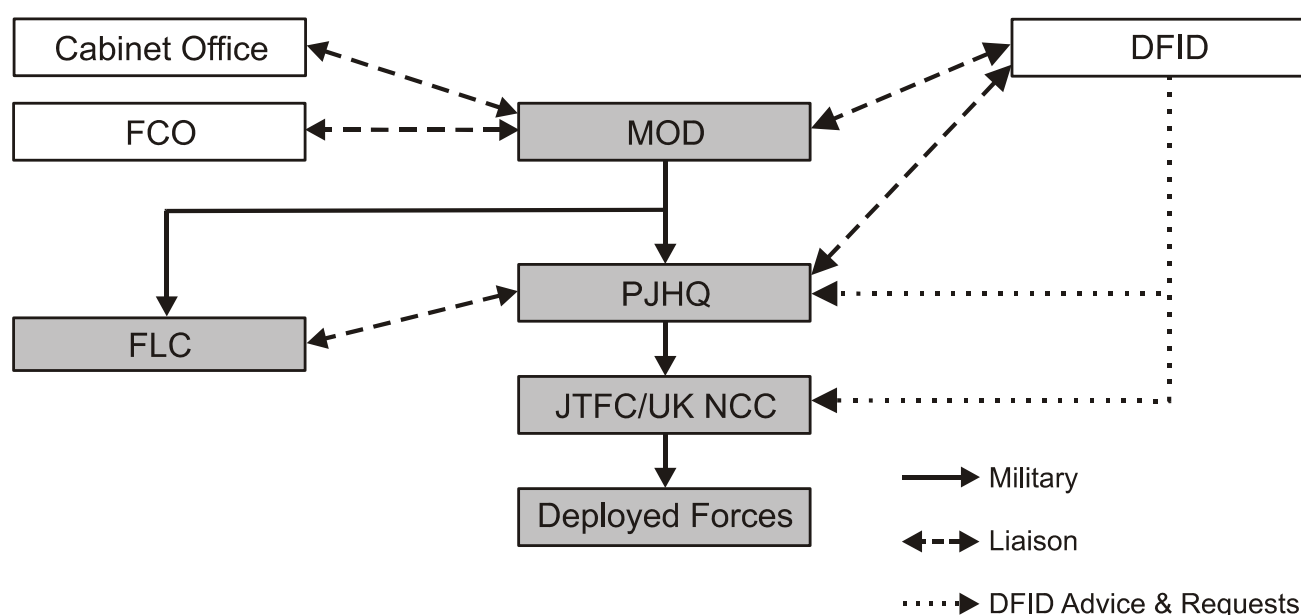 Cabinet Office
DFID
FCO
MOD
PJHQ
FLC
JTFC/UK NCC
Deployed Forces
Military
Liaison
DFID Advice & Requests